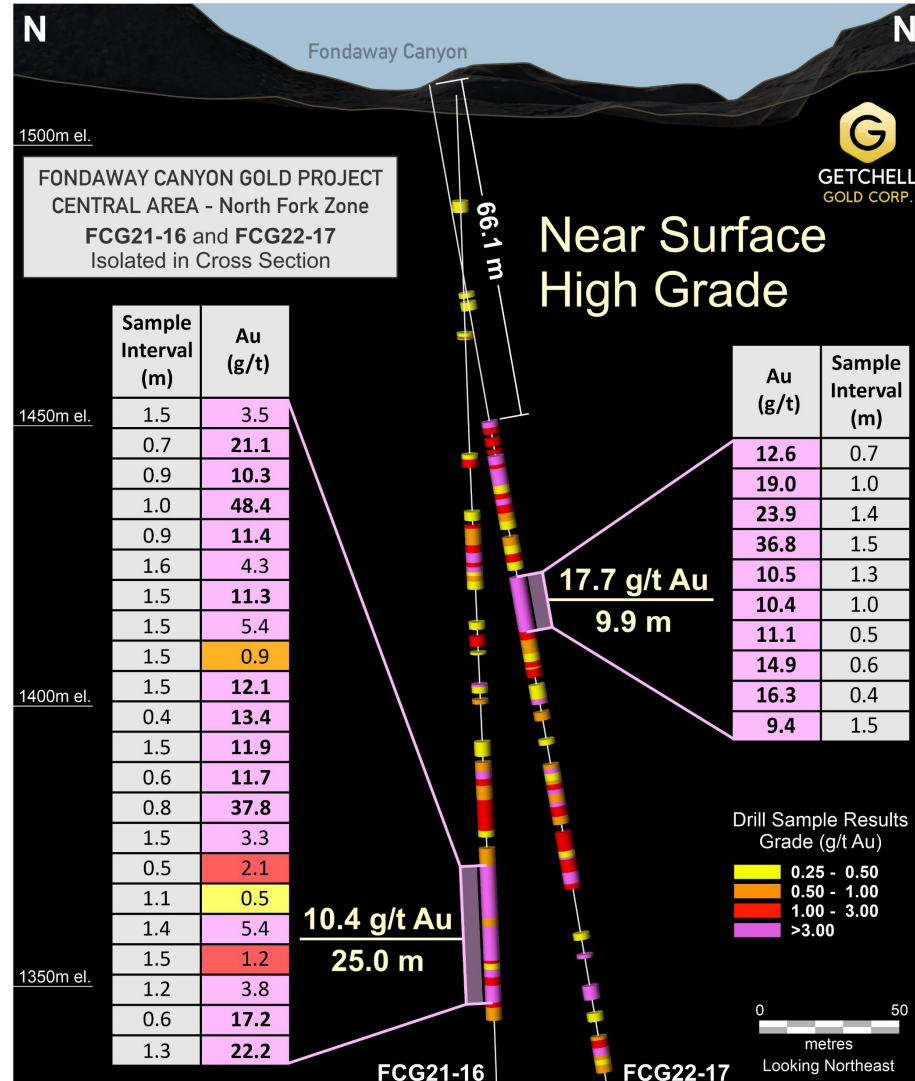 N
N
Fondaway Canyon
1500m el.
GETCHELL
GOLD CORP.
FONDAWAY CANYON GOLD PROJECT
CENTRAL AREA - North Fork Zone
FCG21-16 and FCG22-17
Isolated in Cross Section
66.1 m
Near Surface
High Grade
Sample Interval (m) Au (g/t)
1.5 3.5
0.7 21.1
0.9 10.3
1.0 48.4
0.9 11.4
1.6 4.3
1.5 11.3
1.5 5.4
1.5 0.9
1.5 12.1
0.4 13.4
1.5 11.9
0.6 11.7
0.8 37.8
1.5 3.3
0.5 2.1
1.1 0.5
1.4 5.4
1.5 1.2
1.2 3.8
0.6 17.2
1.3 22.2
1450m el.
1400m el.
1350m el.
10.4 g/t Au
25.0 m
17.7 g/t Au
9.9 m
Au (g/t) Sample Interval (m)
12.6 0.7
19.0 1.0
23.9 1.4
36.8 1.5
10.5 1.3
10.4 1.0
11.1 0.5
14.9 0.6
16.3 0.4
9.4 1.5
Drill Sample Results
Grade (g/t Au)
0.25 - 0.50
0.50 - 1.00
1.00 - 3.00
>3.00
0 50
metres
Looking Northeast
FCG21-16
FCG22-17